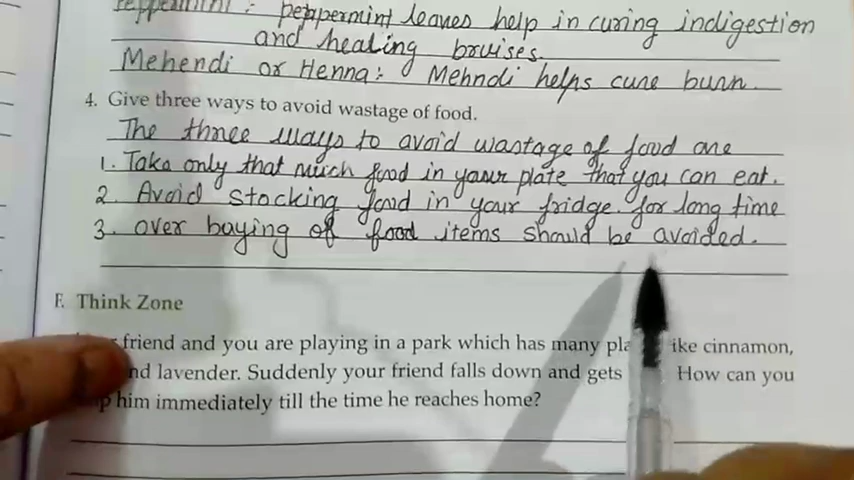 peppermint leaves help in curing indigestion
and healing bruises.
Mehendi or Henna: Mehndi helps cure burn.
4. Give three ways to avoid wastage of food.
The three ways to avoid wastage of food are
1. Take only that much food in your plate that you can eat.
2. Avoid stocking food in your fridge for long time
3. over buying of food items should be avoided.
F. Think Zone
friend and you are playing in a park which has many ike cinnamon,
nd lavender. Suddenly your friend falls down and gets How can you
him immediately till the time he reaches home?